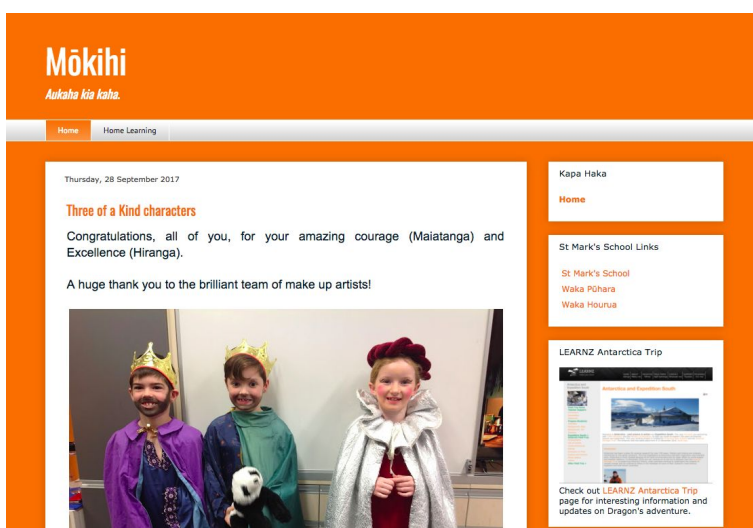 Mōkihi
Aukaha kia kaha.
Home
Home Learning
Thursday, 28 September 2017
Three of a Kind characters
Congratulations, all of you, for your amazing courage (Maiatanga) and
Excellence (Hiranga).
A huge thank you to the brilliant team of make up artists!
Kapa Haka
Home
St Mark's School Links
St Mark's School
Waka Pūhara
Waka Hourua
LEARNZ Antarctica Trip
Antarctica and Expedition South
Check out LEARNZ Antarctica Trip
page for interesting information and
updates on Dragon's adventure.